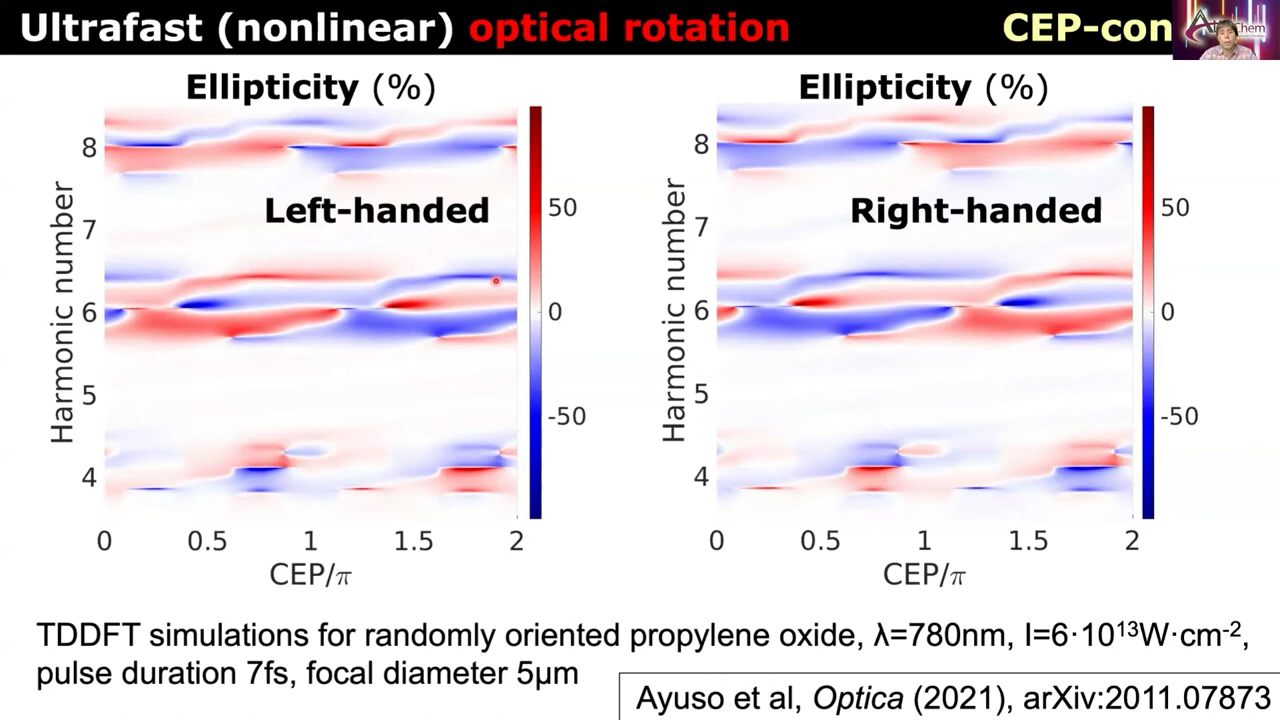 Ultrafast (nonlinear) optical rotation
CEP-con
Ellipticity (%)
8
7
6
5
4
Harmonic number
Left-handed
50
0
-50
0 0.5 1 1.5 2
CEP/π
Ellipticity (%)
8
7
6
5
4
Harmonic number
Right-handed
50
0
-50
0 0.5 1 1.5 2
CEP/π
TDDFT simulations for randomly oriented propylene oxide, λ=780nm, I=6·10¹³W·cm⁻²,
pulse duration 7fs, focal diameter 5μm
Ayuso et al, Optica (2021), arXiv:2011.07873